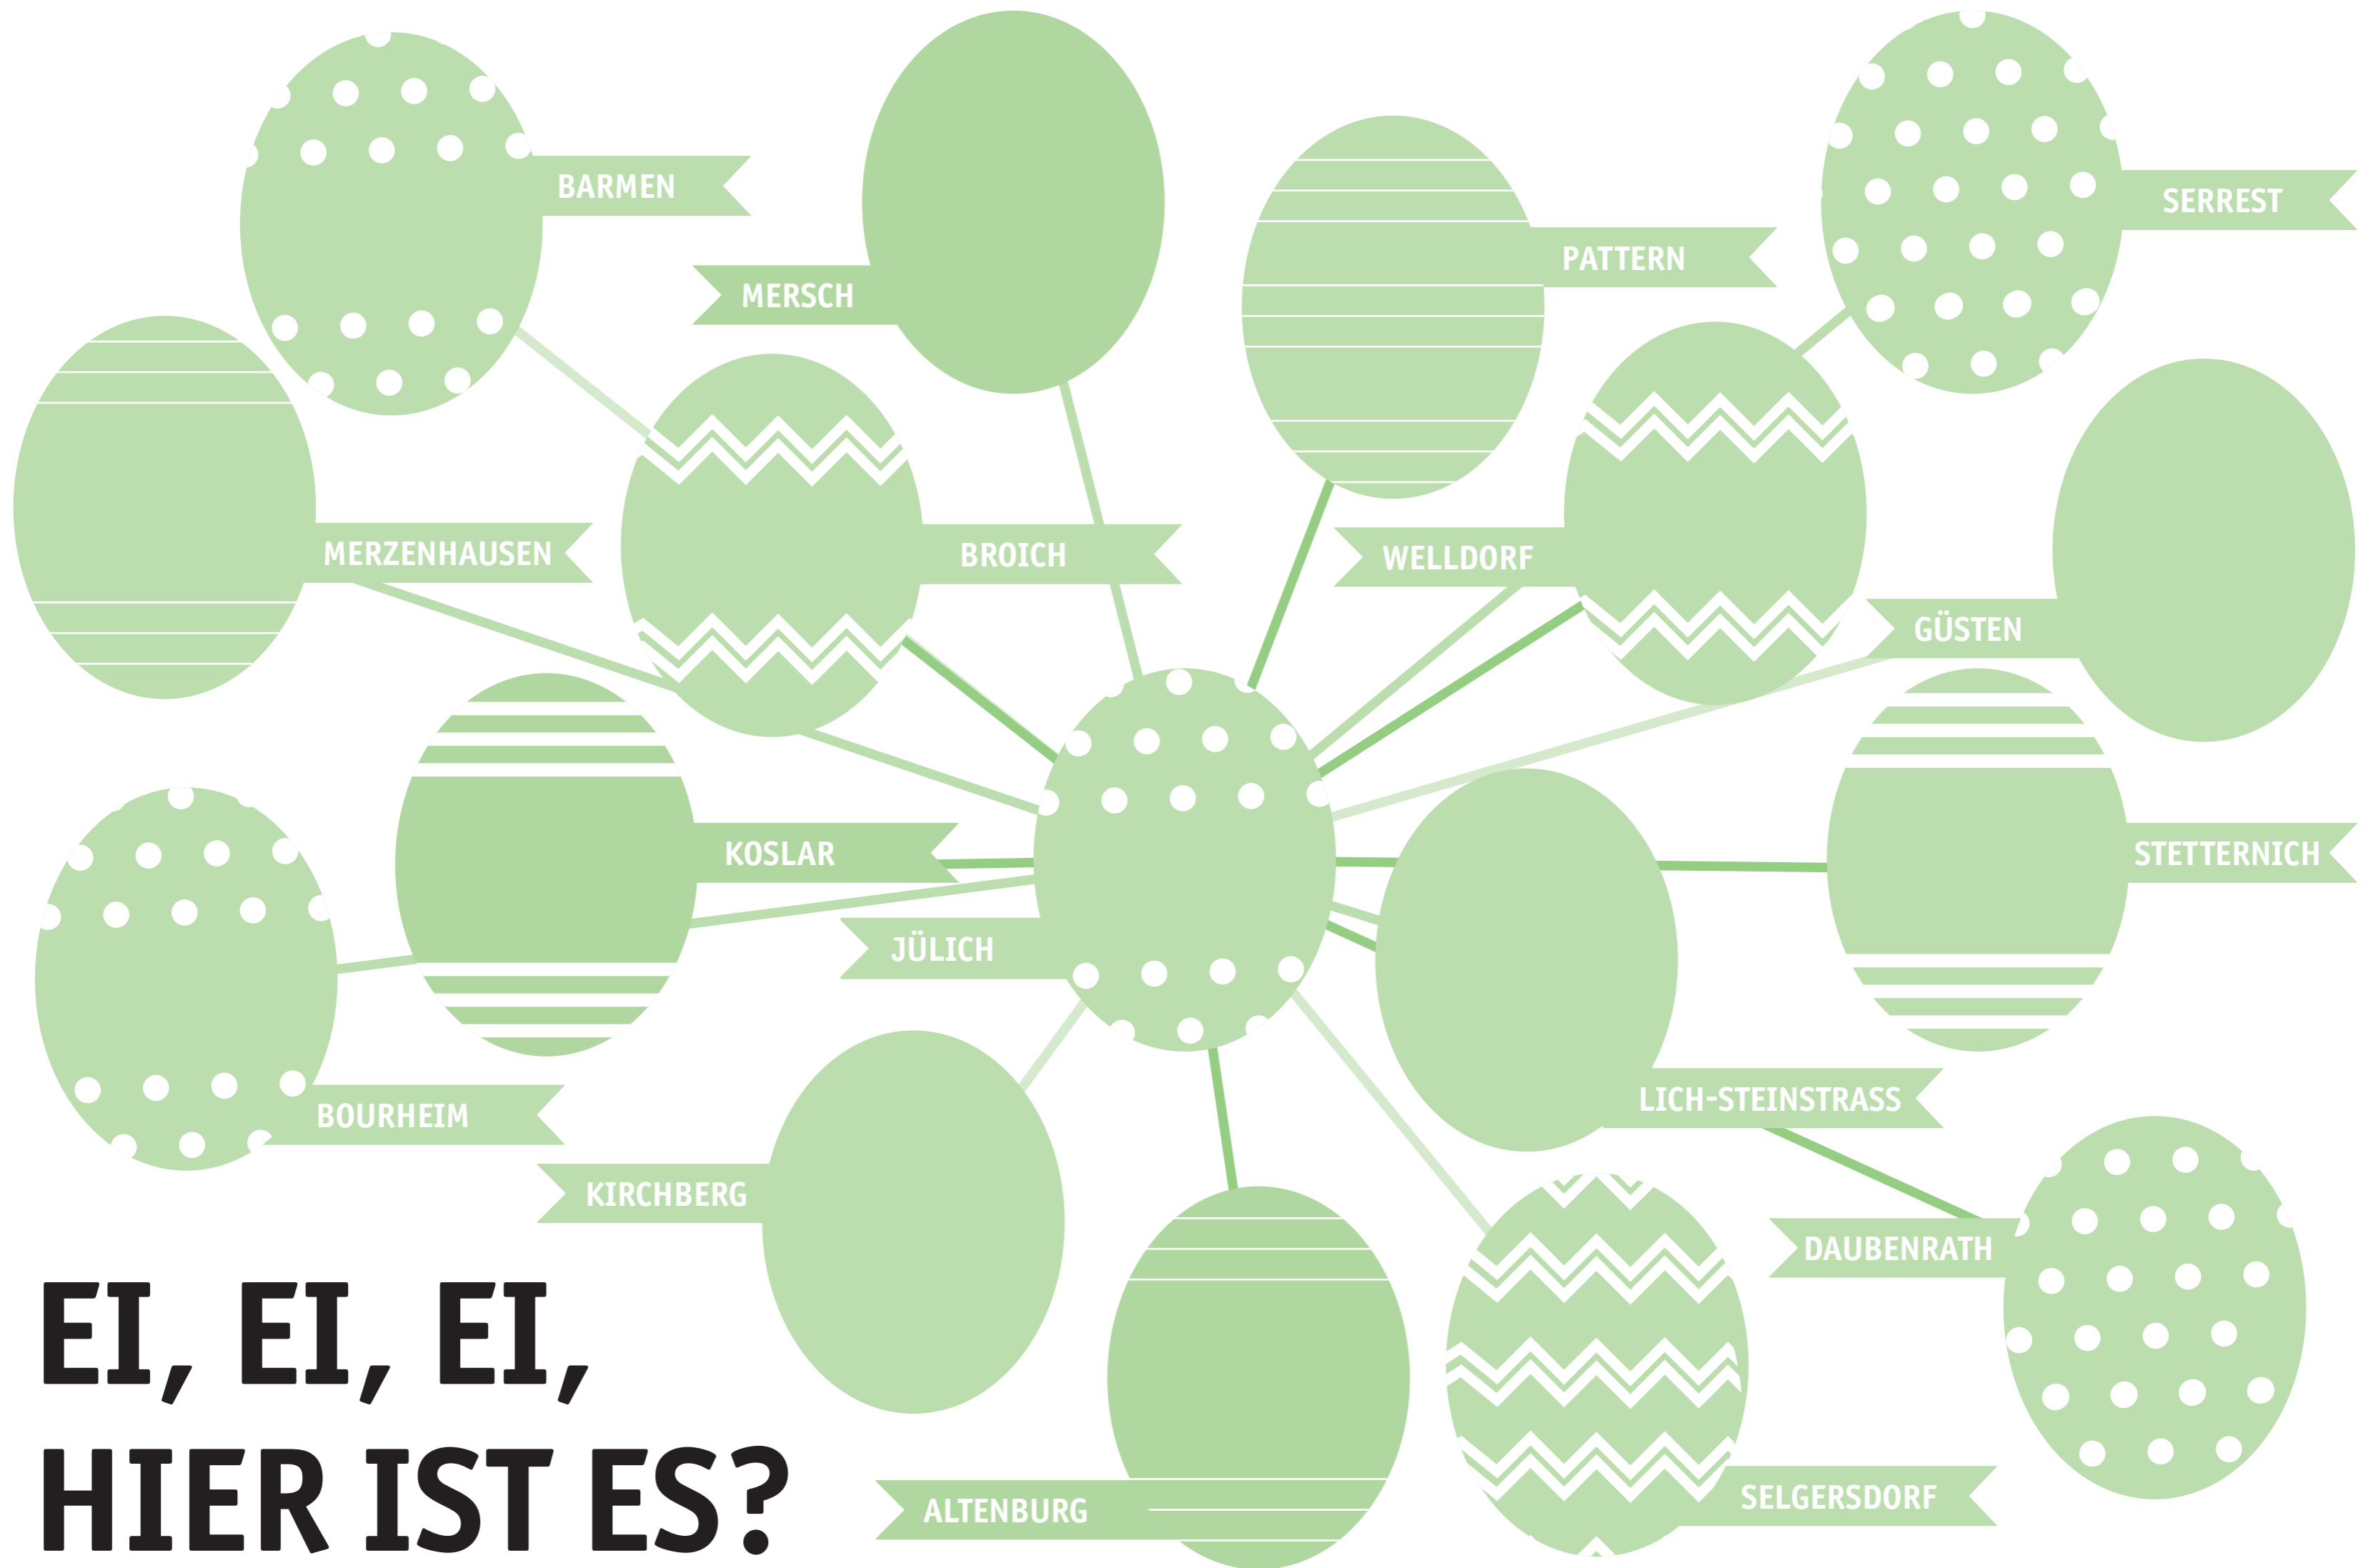 BARMEN
SERREST
PATTERN
MERSCH
MERZENHAUSEN
BROICH
WELLDORF
GÜSTEN
KOSLAR
STETTERNICH
JÜLICH
LICH-STEINSTRASS
BOURHEIM
KIRCHBERG
DAUBENRATH
SELGERSDORF
ALTENBURG
EI, EI, EI,
HIER IST ES?